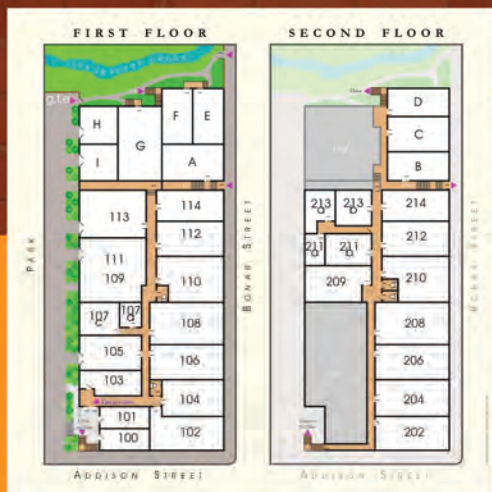 FIRST FLOOR
H
I
G
F
E
A
113
114
112
111
109
110
107
107
108
105
106
103
104
101
100
102
PARK
BONAR STREET
ADDISON STREET
SECOND FLOOR
D
C
B
213
213
214
211
211
212
209
210
208
206
204
202
BONAR STREET
ADDISON STREET